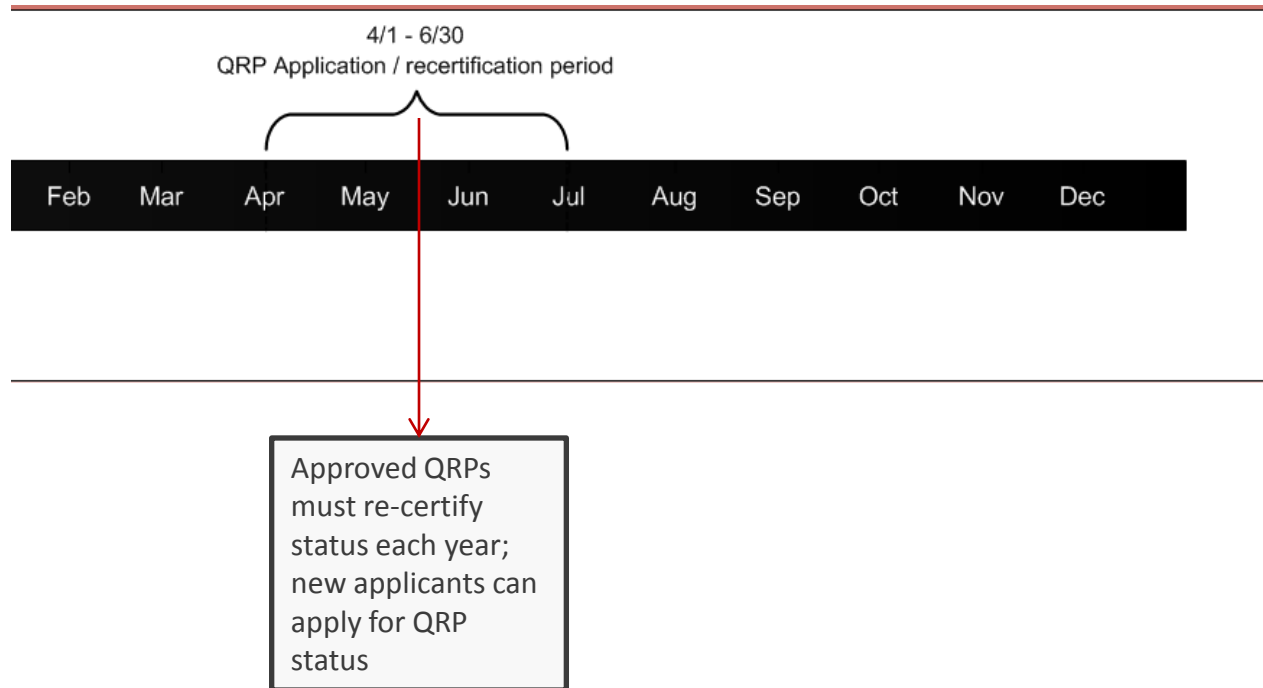 4/1 - 6/30
QRP Application / recertification period
Feb Mar Apr May Jun Jul Aug Sep Oct Nov Dec
Approved QRPs
must re-certify
status each year;
new applicants can
apply for QRP
status